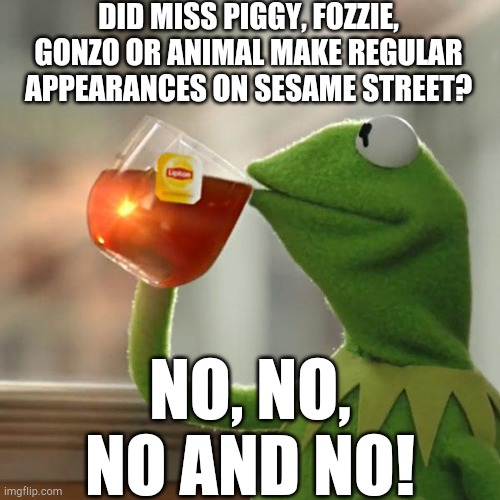 DID MISS PIGGY, FOZZIE,
GONZO OR ANIMAL MAKE REGULAR
APPEARANCES ON SESAME STREET?
Lipton
NO, NO,
NO AND NO!
imgflip.com